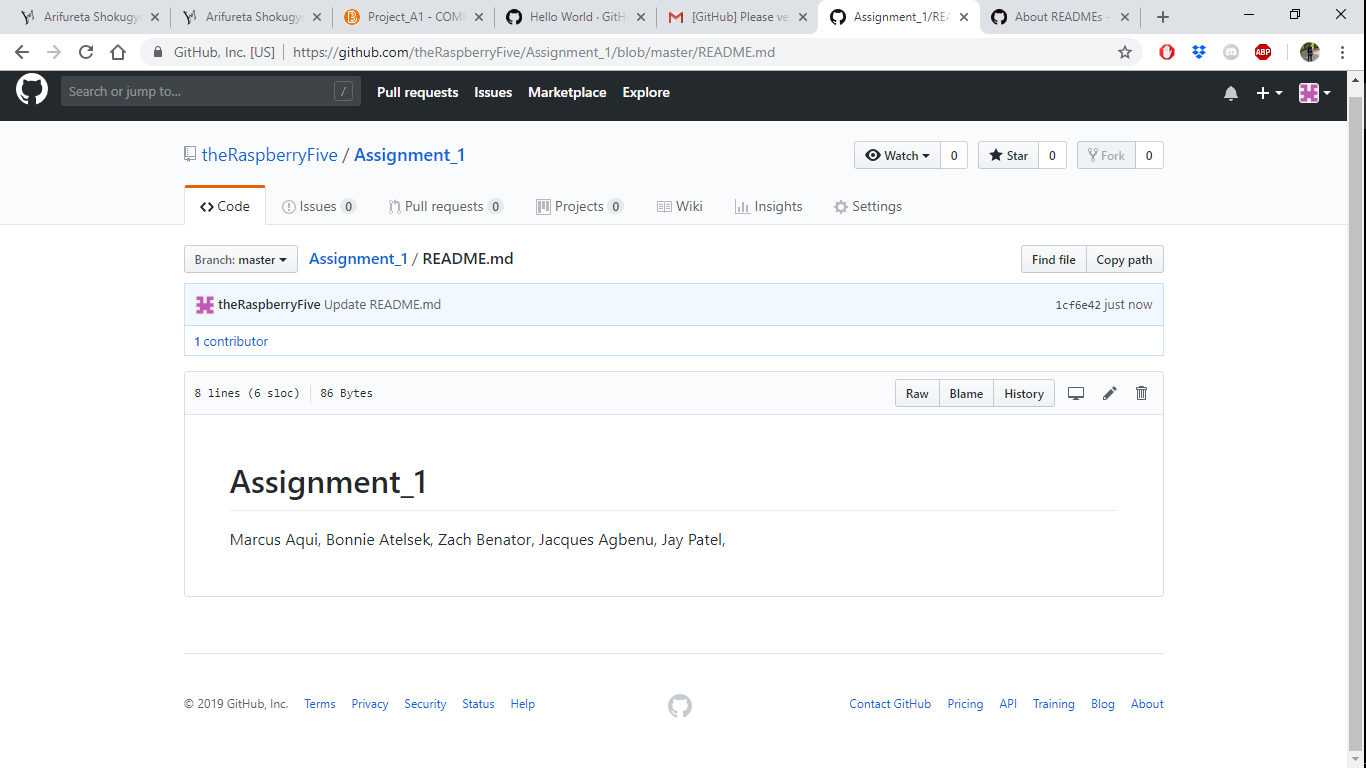 Arifureta Shokugy
Arifureta Shokugy
Project_A1 - COM
Hello World · GitH
[GitHub] Please ve
Assignment_1/REA
About READMEs -
GitHub, Inc. [US] | https://github.com/theRaspberryFive/Assignment_1/blob/master/README.md
ABP
Search or jump to... /
Pull requests Issues Marketplace Explore
theRaspberryFive / Assignment_1
Watch 0 Star 0 Fork 0
Code Issues 0 Pull requests 0 Projects 0 Wiki Insights Settings
Branch: master Assignment_1 / README.md Find file Copy path
theRaspberryFive Update README.md 1cf6e42 just now
1 contributor
8 lines (6 sloc) 86 Bytes Raw Blame History
Assignment_1
Marcus Aqui, Bonnie Atelsek, Zach Benator, Jacques Agbenu, Jay Patel,
© 2019 GitHub, Inc. Terms Privacy Security Status Help Contact GitHub Pricing API Training Blog About